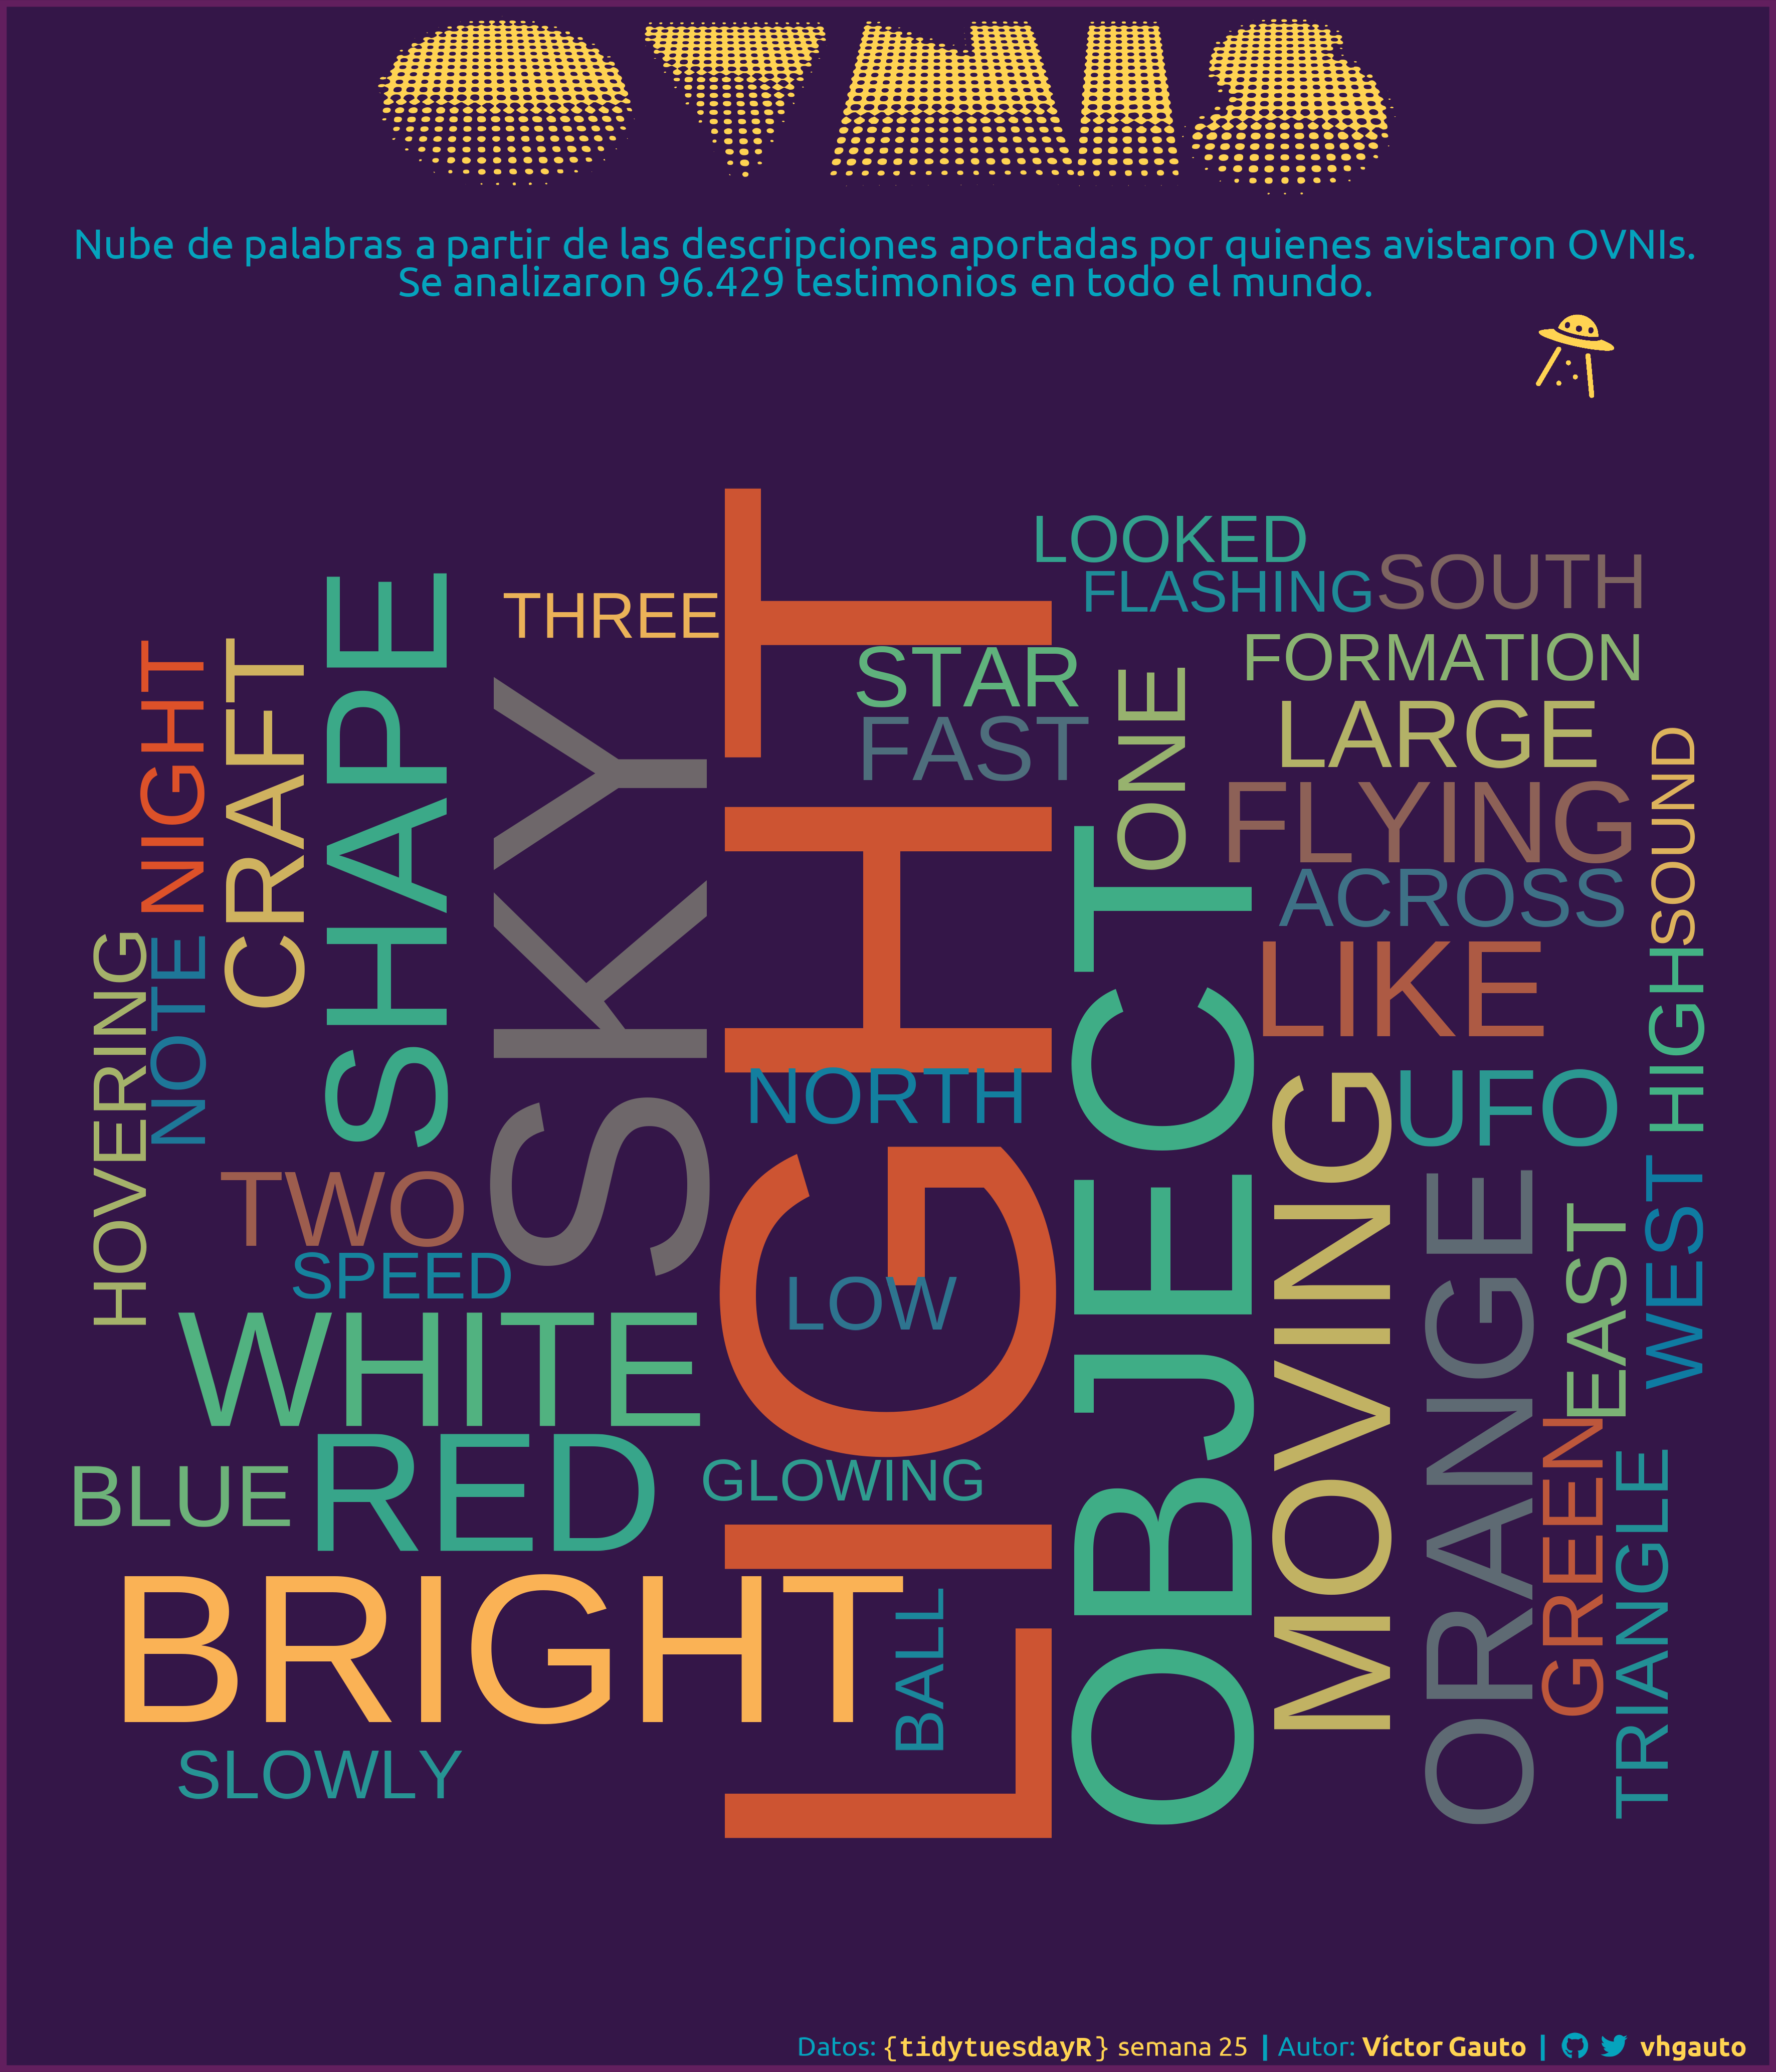 OVNIS
Nube de palabras a partir de las descripciones aportadas por quienes avistaron OVNIs.
Se analizaron 96.429 testimonios en todo el mundo.
LOOKED
FLASHING
SOUTH
THREE
STAR
FORMATION
NIGHT
CRAFT
SHAPE
SKY
LIGHT
FAST
ONE
LARGE
FLYING
SOUND
ACROSS
LIKE
HOVERING
NOTE
NORTH
OBJECT
MOVING
UFO
HIGH
TWO
SPEED
LOW
ORANGE
EAST
WEST
WHITE
BLUE
RED
GLOWING
GREEN
TRIANGLE
BRIGHT
BALL
SLOWLY
Datos: {tidytuesdayR} semana 25 | Autor: Víctor Gauto | vhgauto